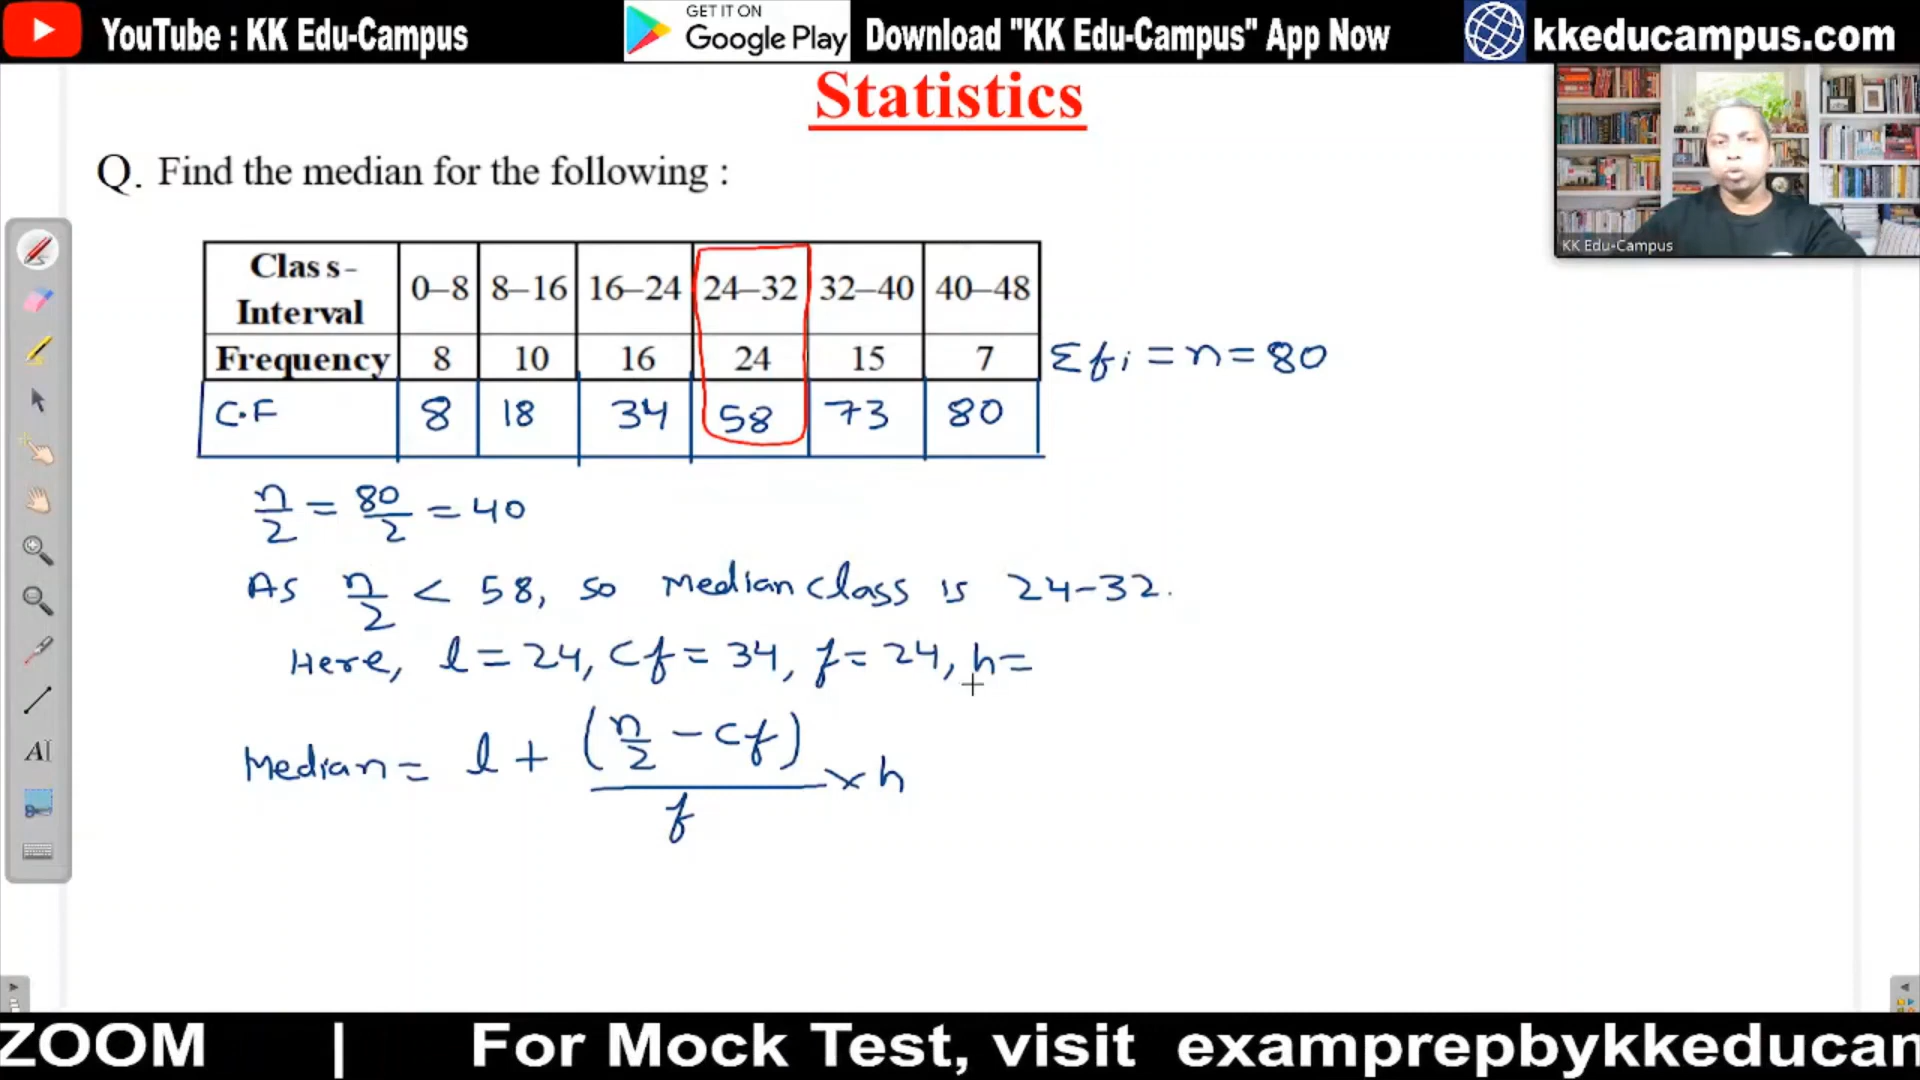 YouTube : KK Edu-Campus
GET IT ON
Google Play
Download "KK Edu-Campus" App Now
kkeducampus.com
Statistics
KK Edu-Campus
Q. Find the median for the following :
Class-Interval 0–8 8–16 16–24 24–32 32–40 40–48
Frequency 8 10 16 24 15 7 Σfi = n = 80
C.F 8 18 34 58 73 80
n/2 = 80/2 = 40
As n/2 < 58, so median class is 24-32.
Here, l = 24, cf = 34, f = 24, h =
Median = l + (n/2 - cf)/f × h
AI
ZOOM | For Mock Test, visit examprepbykkeducam